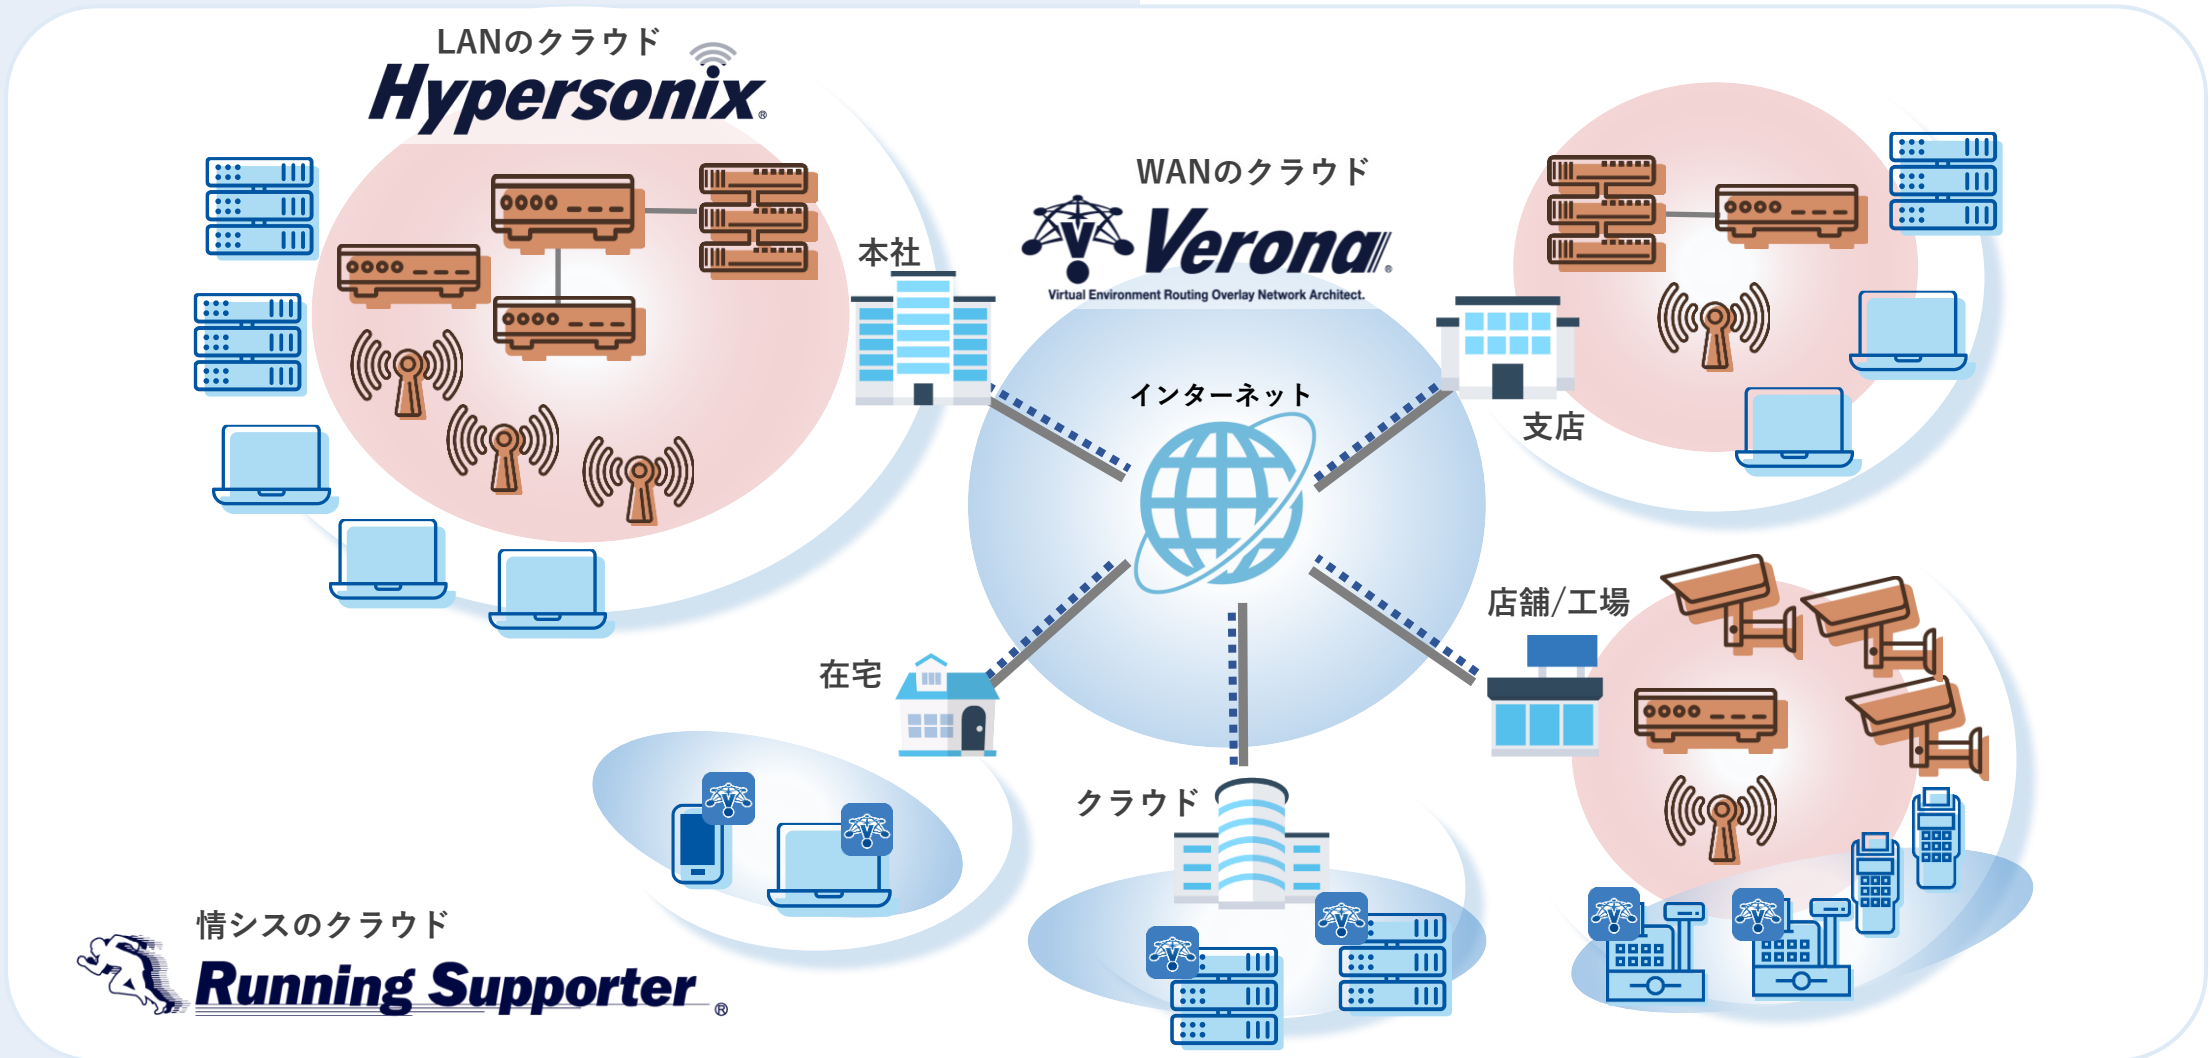 LANのクラウド
Hypersonix®
WANのクラウド
Verona®
Virtual Environment Routing Overlay Network Architect.
本社
支店
インターネット
店舗/工場
在宅
クラウド
情シスのクラウド
Running Supporter®